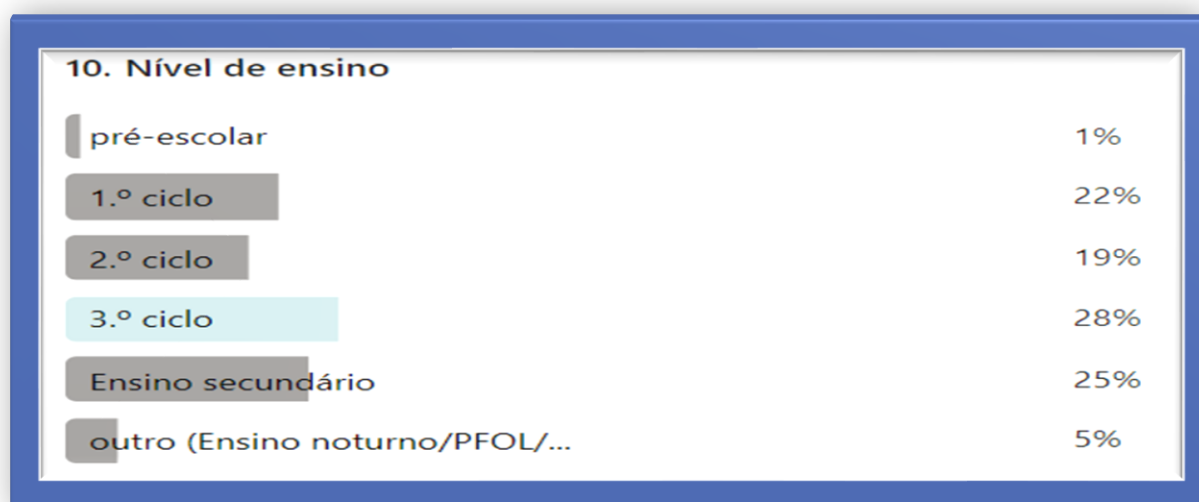 10. Nível de ensino
pré-escolar 1%
1.º ciclo 22%
2.º ciclo 19%
3.º ciclo 28%
Ensino secundário 25%
outro (Ensino noturno/PFOL/... 5%